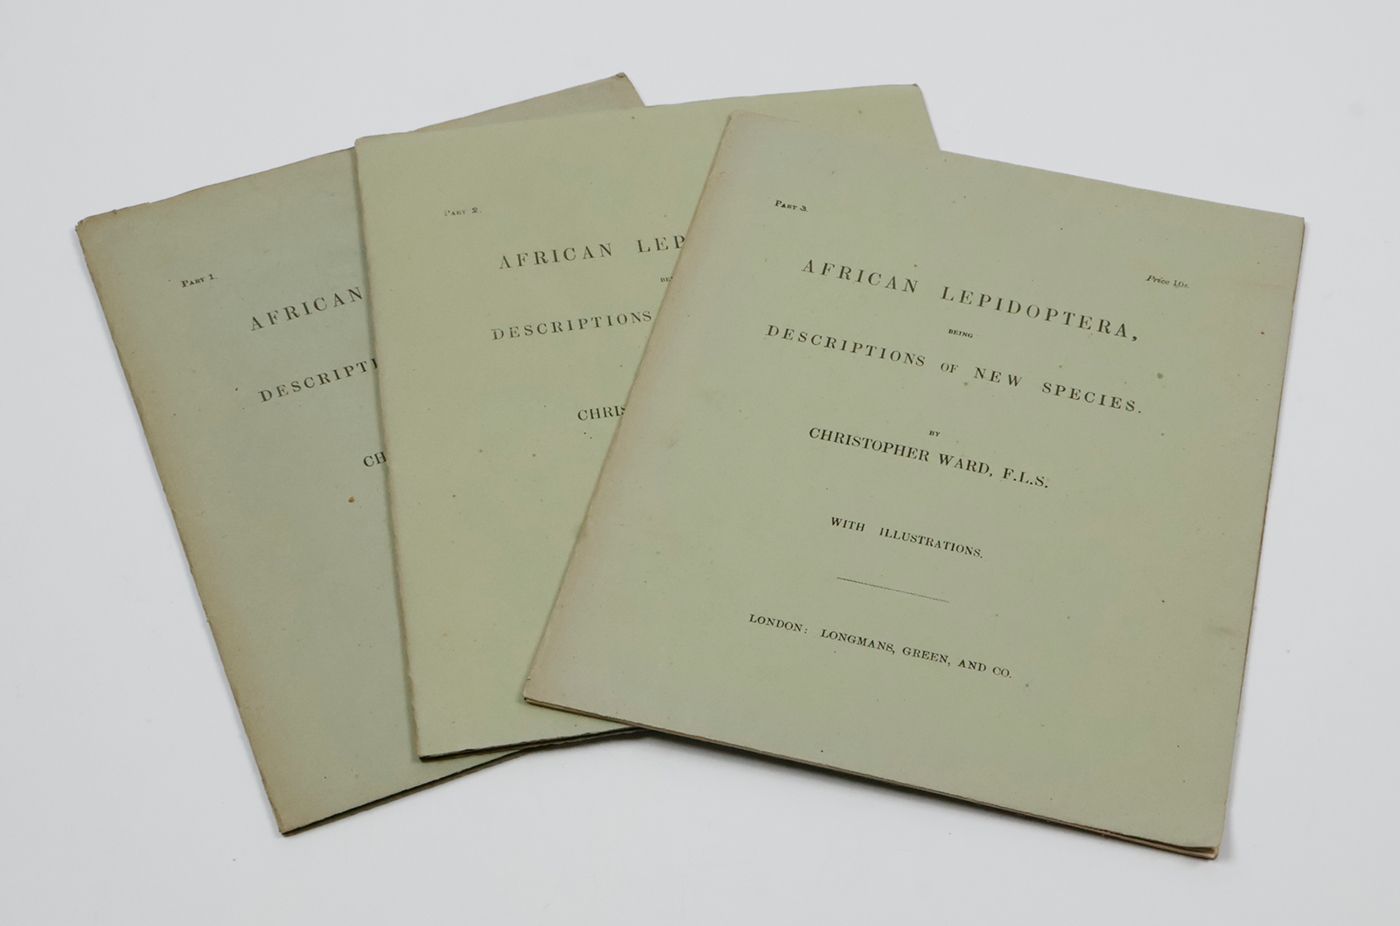 Part 1.
AFRICAN
DESCRIPTI
CH
Part 2.
AFRICAN LEP
BE
DESCRIPTIONS
CHRIS
Part 3.
Price 10s.
AFRICAN LEPIDOPTERA,
BEING
DESCRIPTIONS OF NEW SPECIES.
BY
CHRISTOPHER WARD, F.L.S.
WITH ILLUSTRATIONS.
LONDON: LONGMANS, GREEN, AND CO.